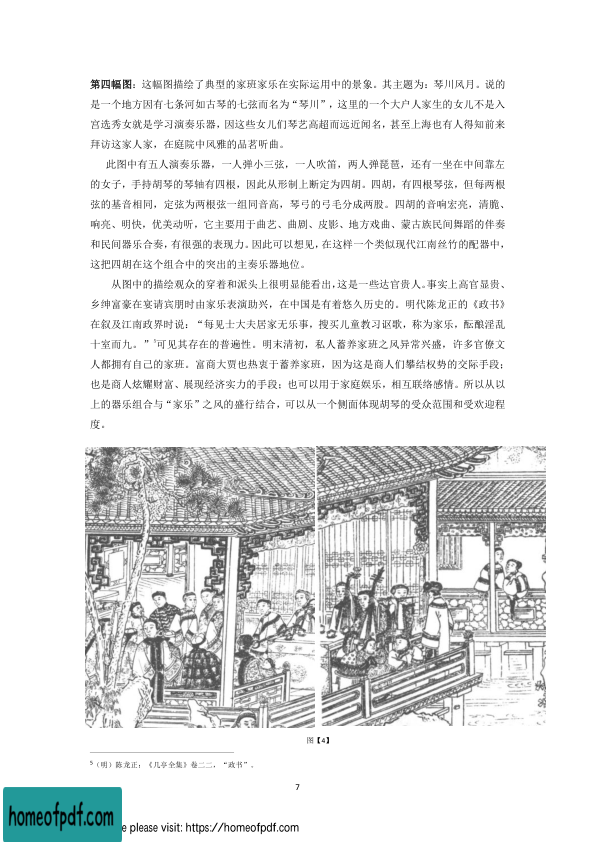 第四幅图：这幅图描绘了典型的家班家乐在实际运用中的景象。其主题为：琴川风月。说的
是一个地方因有七条河如古琴的七弦而名为“琴川”，这里的一个大户人家生的女儿不是入
宫选秀女就是学习演奏乐器，因这些女儿们琴艺高超而远近闻名，甚至上海也有人得知前来
拜访这家人家，在庭院中风雅的品茗听曲。
此图中有五人演奏乐器，一人弹小三弦，一人吹笛，两人弹琵琶，还有一坐在中间靠左
的女子，手持胡琴的琴轴有四根，因此从形制上断定为四胡。四胡，有四根琴弦，但每两根
弦的基音相同，定弦为两根弦一组同音高，琴弓的弓毛分成两股。四胡的音响宏亮，清脆、
响亮、明快，优美动听，它主要用于曲艺、曲剧、皮影、地方戏曲、蒙古族民间舞蹈的伴奏
和民间器乐合奏，有很强的表现力。因此可以想见，在这样一个类似现代江南丝竹的配器中，
这把四胡在这个组合中的突出的主奏乐器地位。
从图中的描绘观众的穿着和派头上很明显能看出，这是一些达官贵人。事实上高官显贵、
乡绅富豪在宴请宾朋时由家乐表演助兴，在中国是有着悠久历史的。明代陈龙正的《政书》
在叙及江南政界时说：“每见士大夫居家无乐事，搜买儿童教习讴歌，称为家乐，酝酿淫乱
十室而九。”5可见其存在的普遍性。明末清初，私人蓄养家班之风异常兴盛，许多官僚文
人都拥有自己的家班。富商大贾也热衷于蓄养家班，因为这是商人们攀结权势的交际手段；
也是商人炫耀财富、展现经济实力的手段；也可以用于家庭娱乐，相互联络感情。所以从以
上的器乐组合与“家乐”之风的盛行结合，可以从一个侧面体现胡琴的受众范围和受欢迎程
度。
图【4】
5（明）陈龙正：《几亭全集》卷二二，“政书”。
7
homeofpdf.com
e please visit: https://homeofpdf.com